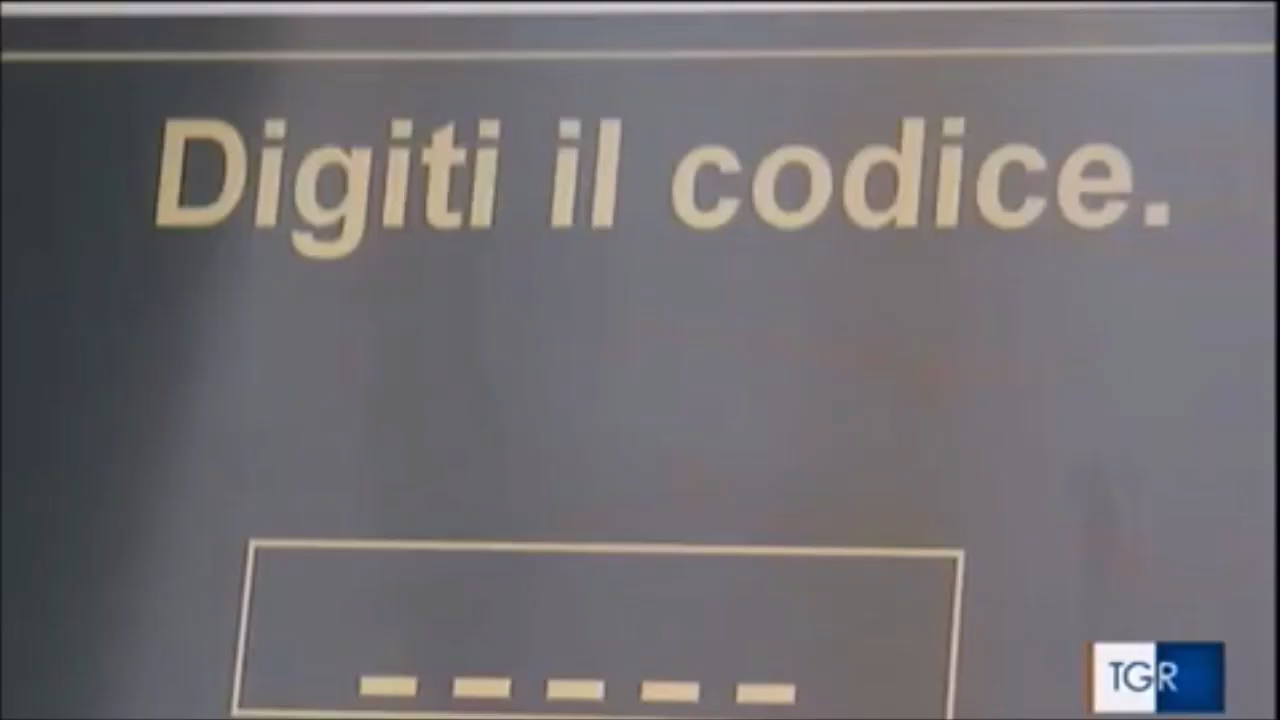 Digiti il codice.
_ _ _ _ _
TGR